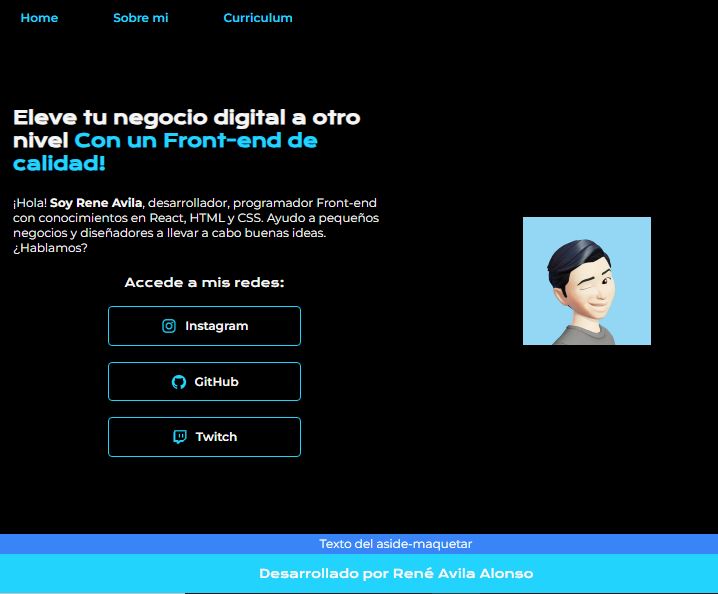 Home Sobre mi Curriculum
Eleve tu negocio digital a otro
nivel Con un Front-end de
calidad!
¡Hola! Soy Rene Avila, desarrollador, programador Front-end
con conocimientos en React, HTML y CSS. Ayudo a pequeños
negocios y diseñadores a llevar a cabo buenas ideas.
¿Hablamos?
Accede a mis redes:
Instagram
GitHub
Twitch
Texto del aside-maquetar
Desarrollado por René Avila Alonso